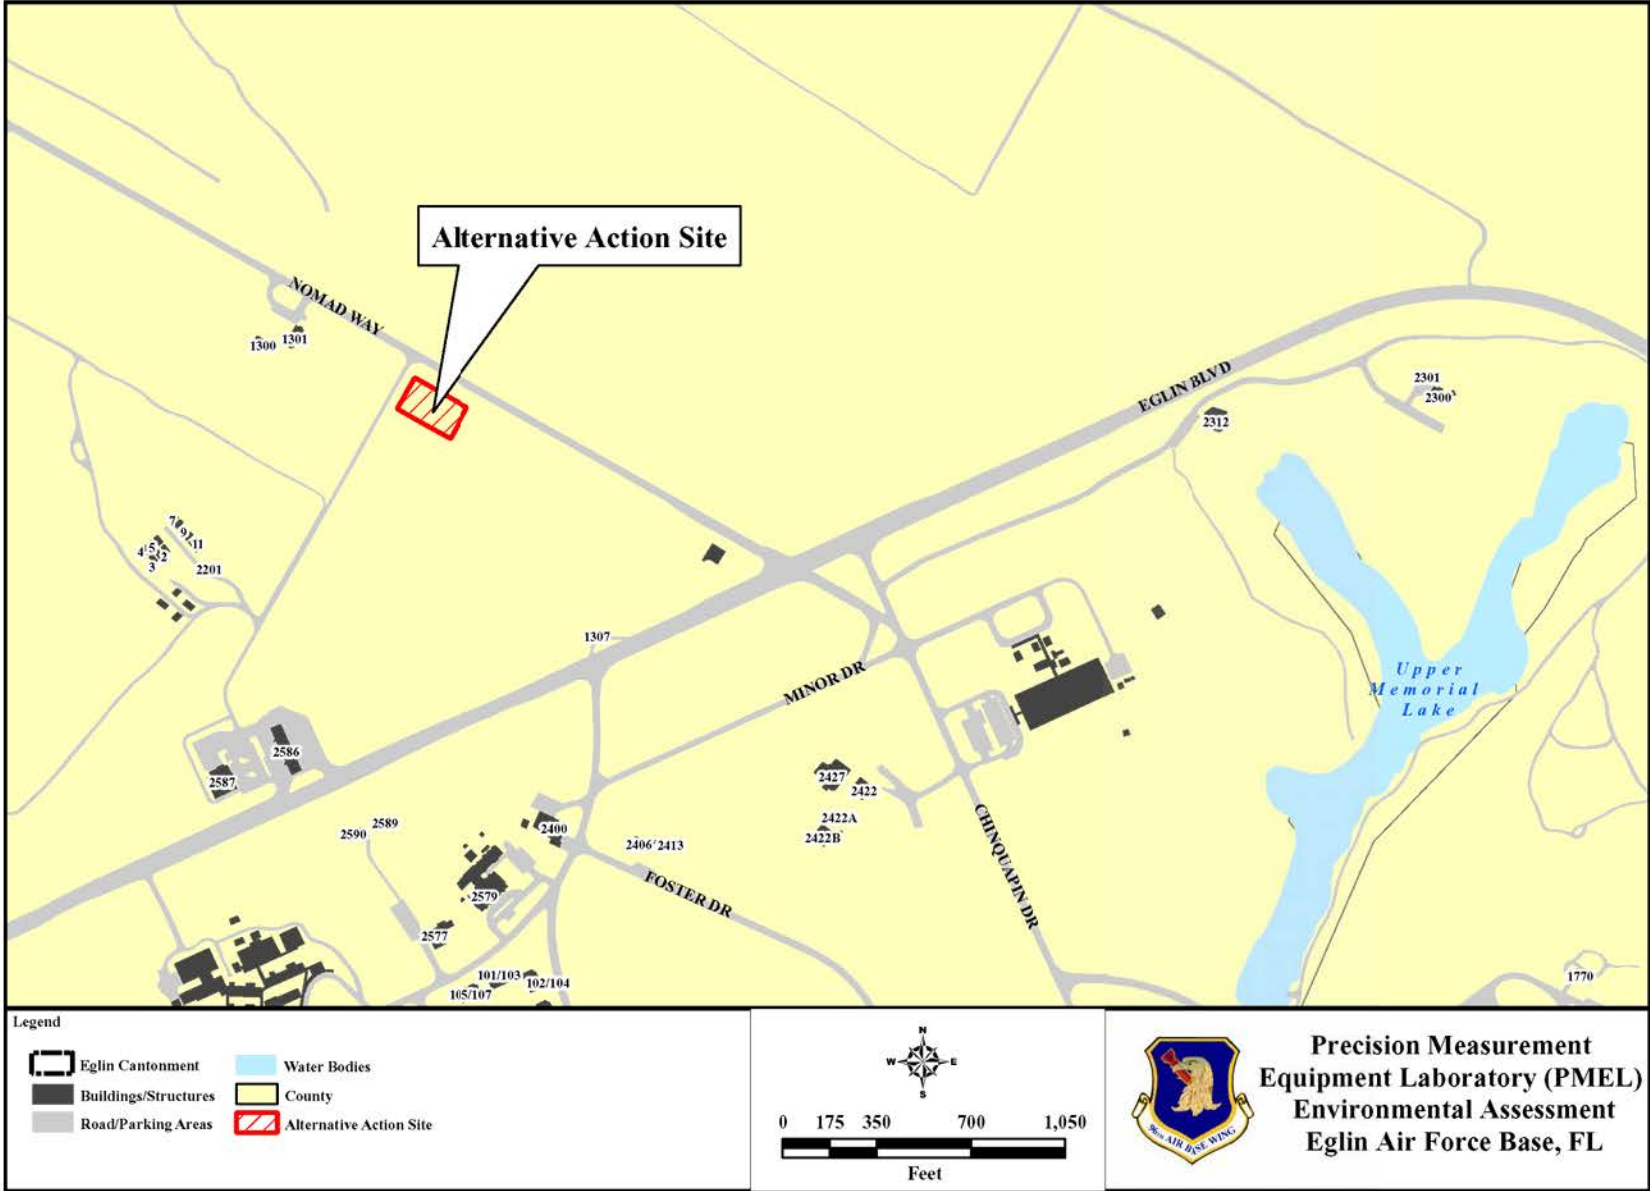 Alternative Action Site
NOMAD WAY
1300
1301
EGLIN BLVD
2301
2300
2312
7
9
11
4
5
2
3
2201
1307
MINOR DR
Upper
Memorial
Lake
2586
2587
2427
2422
2422A
2422B
2590
2589
2400
2406
2413
CHINQUAPIN DR
FOSTER DR
2579
2577
101/103
102/104
105/107
1770
Legend
Eglin Cantonment
Water Bodies
Buildings/Structures
County
Road/Parking Areas
Alternative Action Site
N
W
E
S
0 175 350 700 1,050
Feet
96TH AIR BASE WING
Precision Measurement
Equipment Laboratory (PMEL)
Environmental Assessment
Eglin Air Force Base, FL